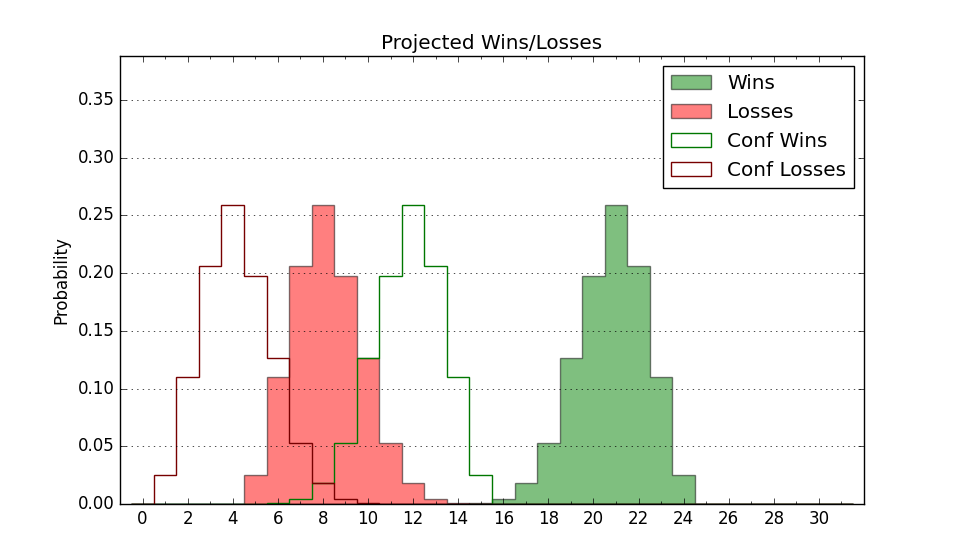 Projected Wins/Losses
Wins
Losses
Conf Wins
Conf Losses
Probability
0.35
0.30
0.25
0.20
0.15
0.10
0.05
0.00
0 2 4 6 8 10 12 14 16 18 20 22 24 26 28 30